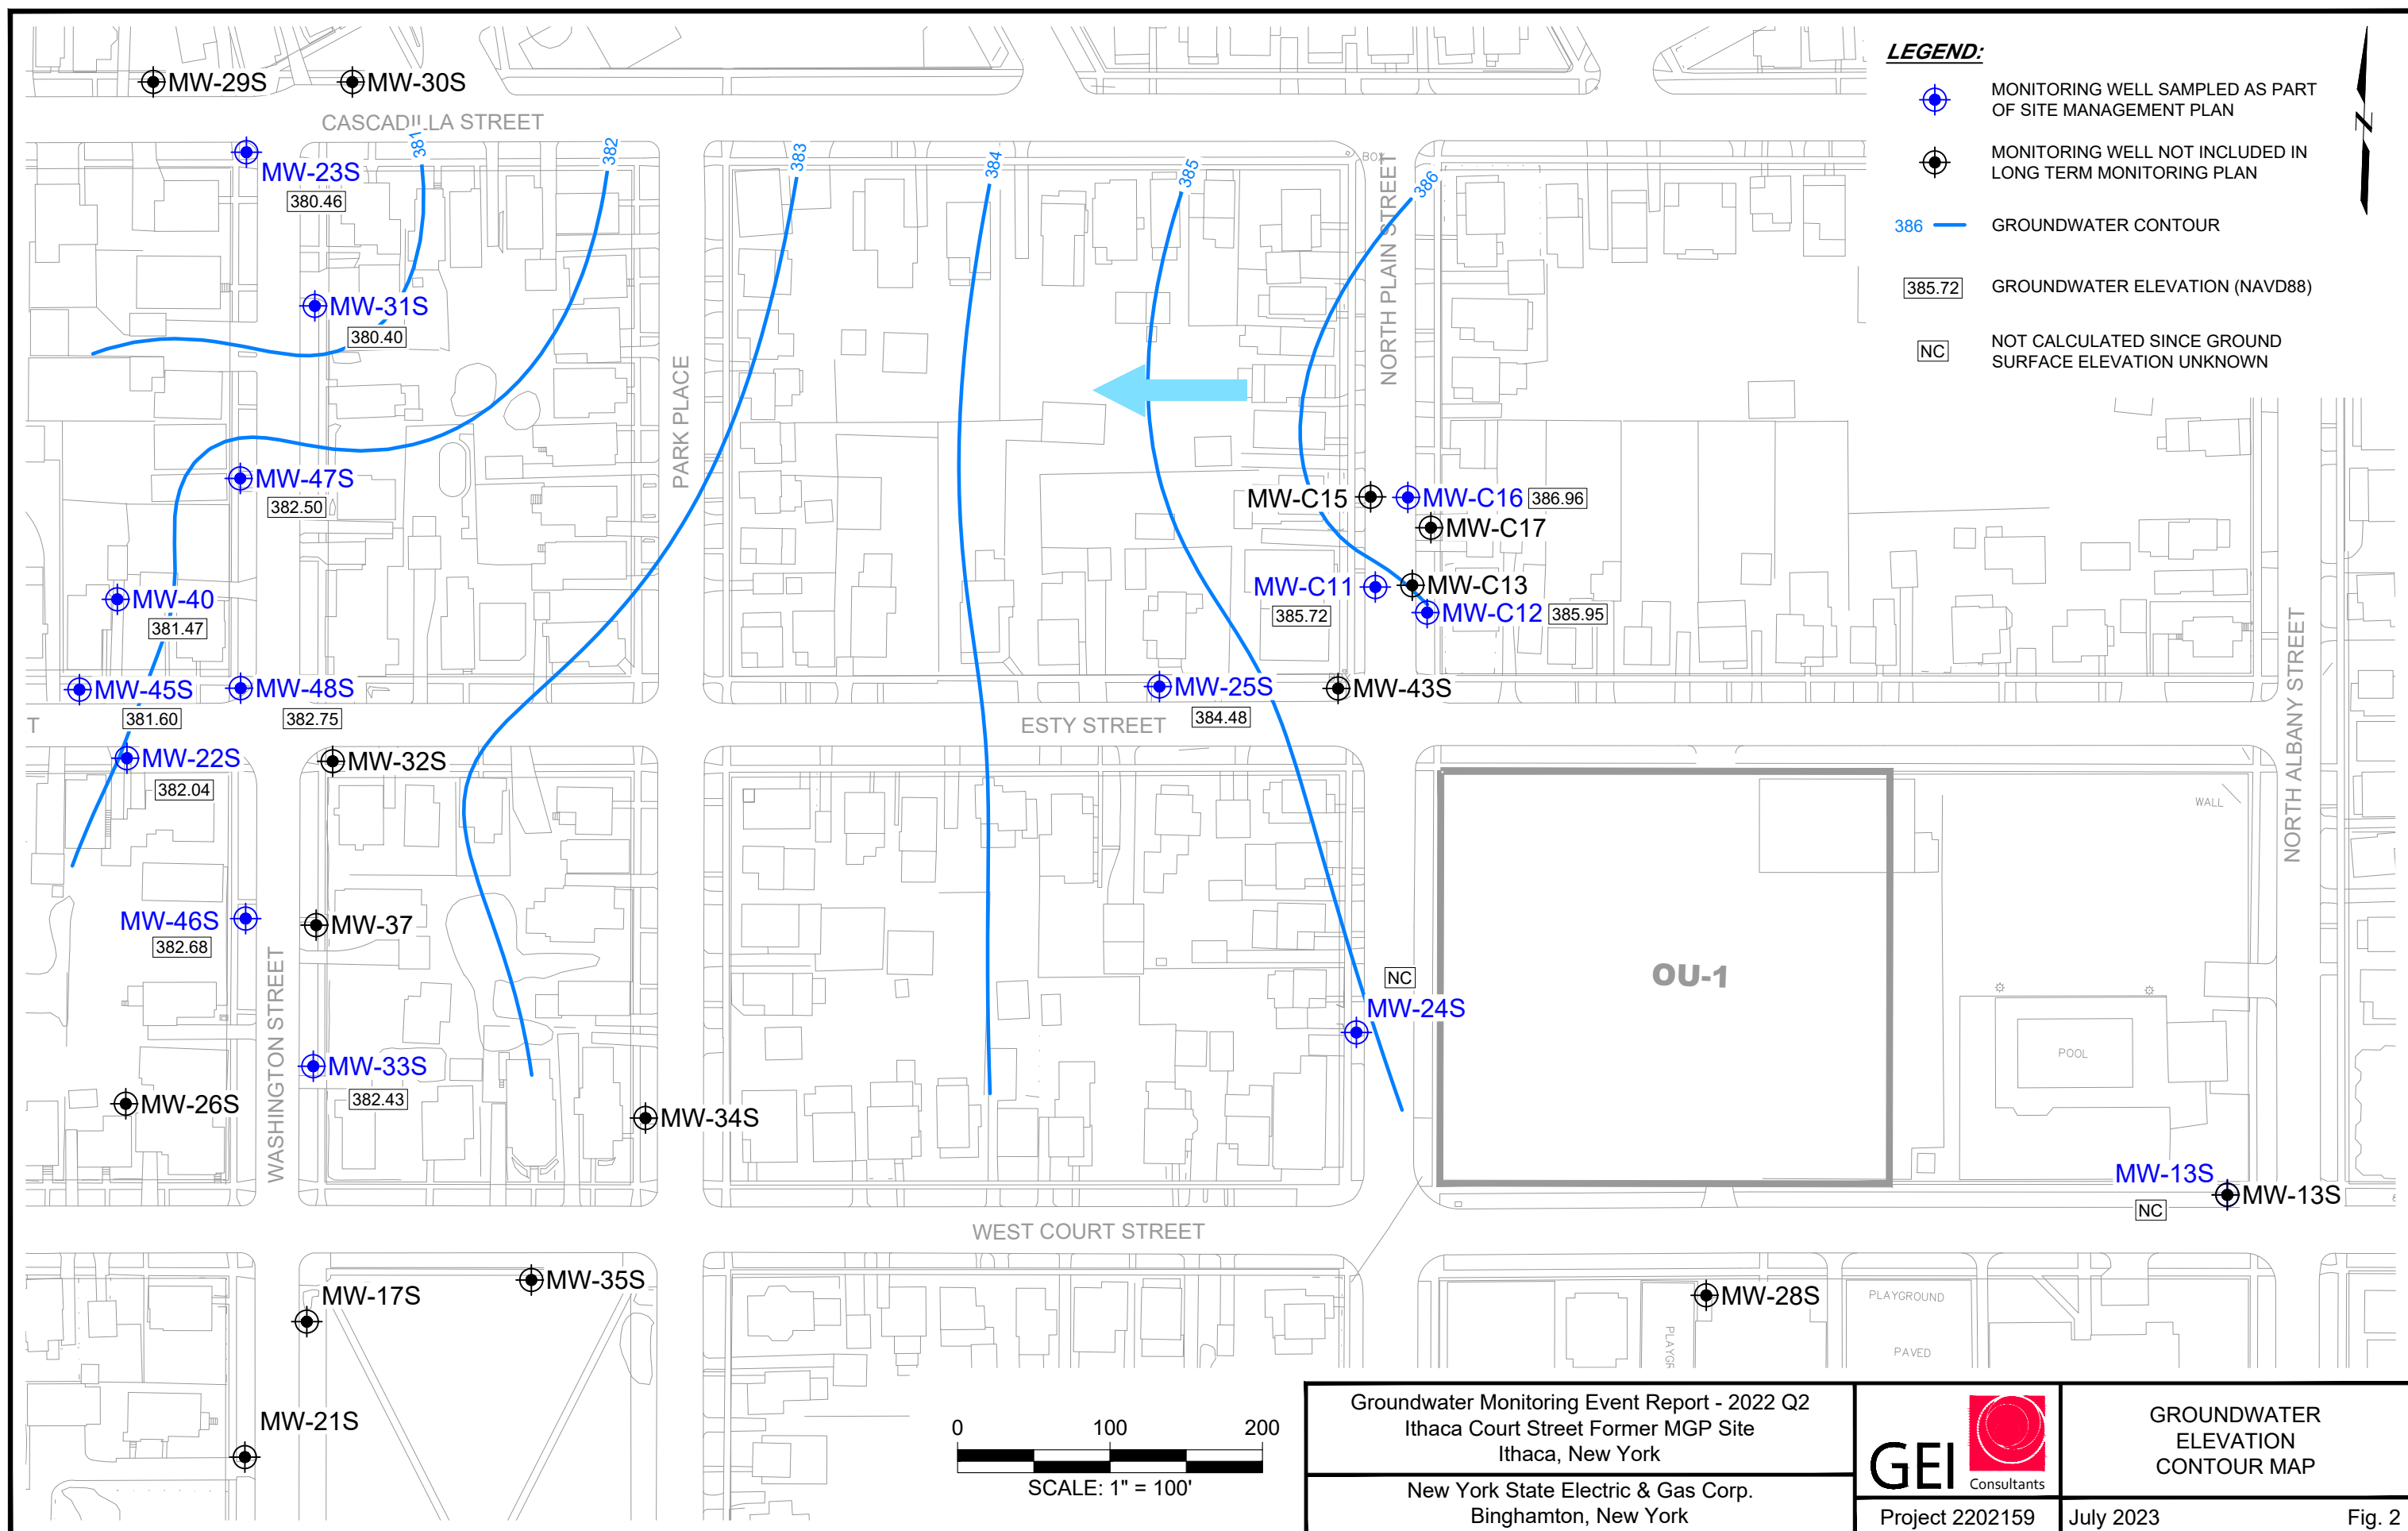 LEGEND:
MONITORING WELL SAMPLED AS PART
OF SITE MANAGEMENT PLAN
MONITORING WELL NOT INCLUDED IN
LONG TERM MONITORING PLAN
386
GROUNDWATER CONTOUR
385.72
GROUNDWATER ELEVATION (NAVD88)
NC
NOT CALCULATED SINCE GROUND
SURFACE ELEVATION UNKNOWN
N
MW-29S
MW-30S
CASCADILLA STREET
381
382
383
384
385
386
BOX
MW-23S
380.46
MW-31S
380.40
NORTH PLAIN STREET
PARK PLACE
MW-47S
382.50
MW-C15
MW-C16
386.96
MW-C17
MW-C11
385.72
MW-C13
MW-C12
385.95
MW-40
381.47
MW-45S
381.60
MW-48S
382.75
MW-25S
384.48
MW-43S
T
ESTY STREET
NORTH ALBANY STREET
MW-22S
382.04
MW-32S
WALL
MW-46S
382.68
MW-37
WASHINGTON STREET
NC
MW-24S
OU-1
POOL
MW-33S
382.43
MW-26S
MW-34S
MW-13S
MW-13S
NC
WEST COURT STREET
MW-17S
MW-35S
MW-28S
PLAYGROUND
PLAYGR
PAVED
MW-21S
0 100 200
SCALE: 1" = 100'
Groundwater Monitoring Event Report - 2022 Q2
Ithaca Court Street Former MGP Site
Ithaca, New York
New York State Electric & Gas Corp.
Binghamton, New York
GEI
Consultants
Project 2202159
GROUNDWATER
ELEVATION
CONTOUR MAP
July 2023
Fig. 2